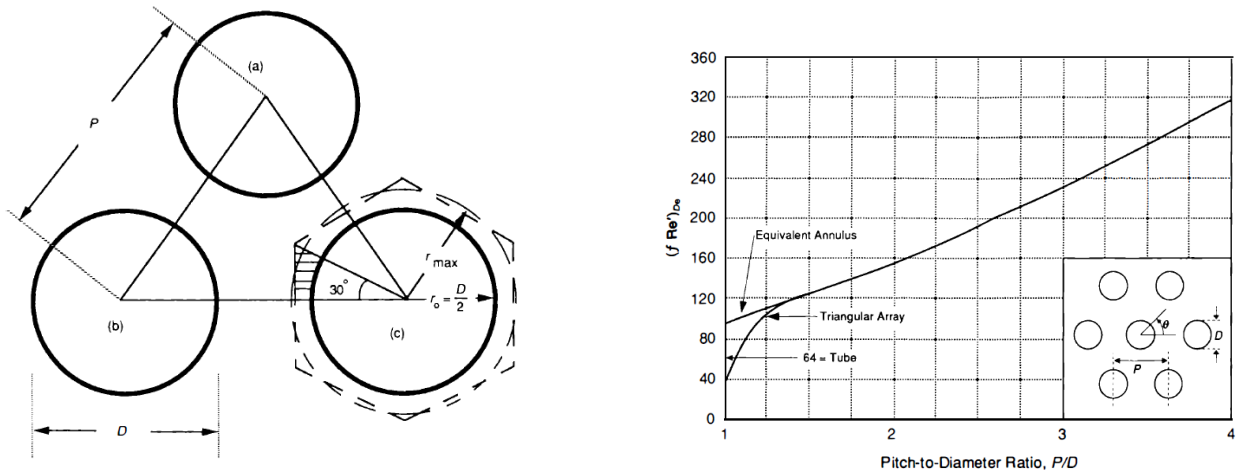 (a)
P
r max
30°
r₀ = D/2
(b)
(c)
D
360
320
280
240
200
160
120
80
40
0
(f Re')De
Equivalent Annulus
Triangular Array
64 = Tube
θ
D
P
1
2
3
4
Pitch-to-Diameter Ratio, P/D